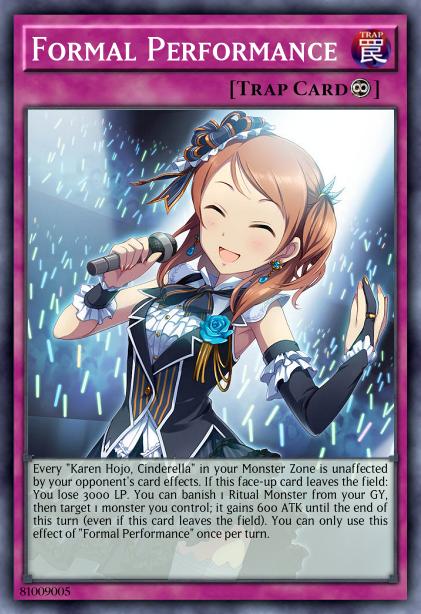 Formal Performance
TRAP
罠
[Trap Card]
Every "Karen Hojo, Cinderella" in your Monster Zone is unaffected
by your opponent's card effects. If this face-up card leaves the field:
You lose 3000 LP. You can banish 1 Ritual Monster from your GY,
then target 1 monster you control; it gains 600 ATK until the end of
this turn (even if this card leaves the field). You can only use this
effect of "Formal Performance" once per turn.
81009005